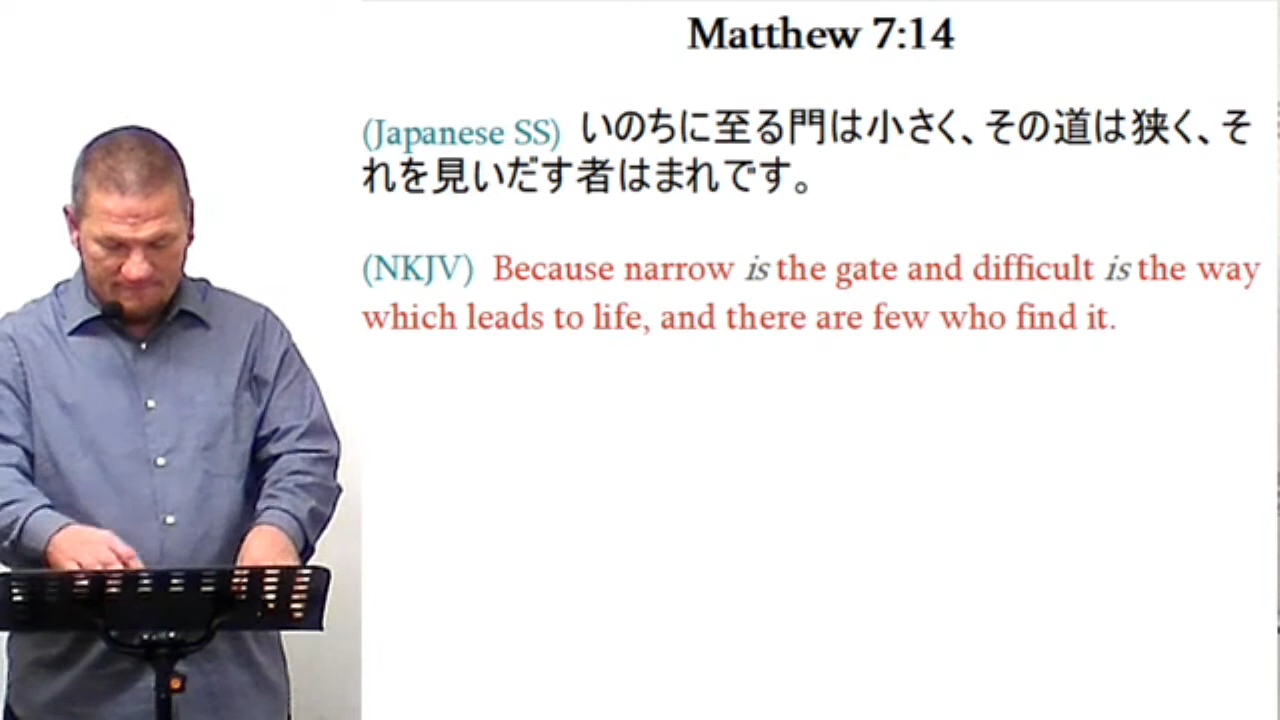 Matthew 7:14
(Japanese SS) いのちに至る門は小さく、その道は狭く、そ
れを見いだす者はまれです。
(NKJV) Because narrow is the gate and difficult is the way
which leads to life, and there are few who find it.